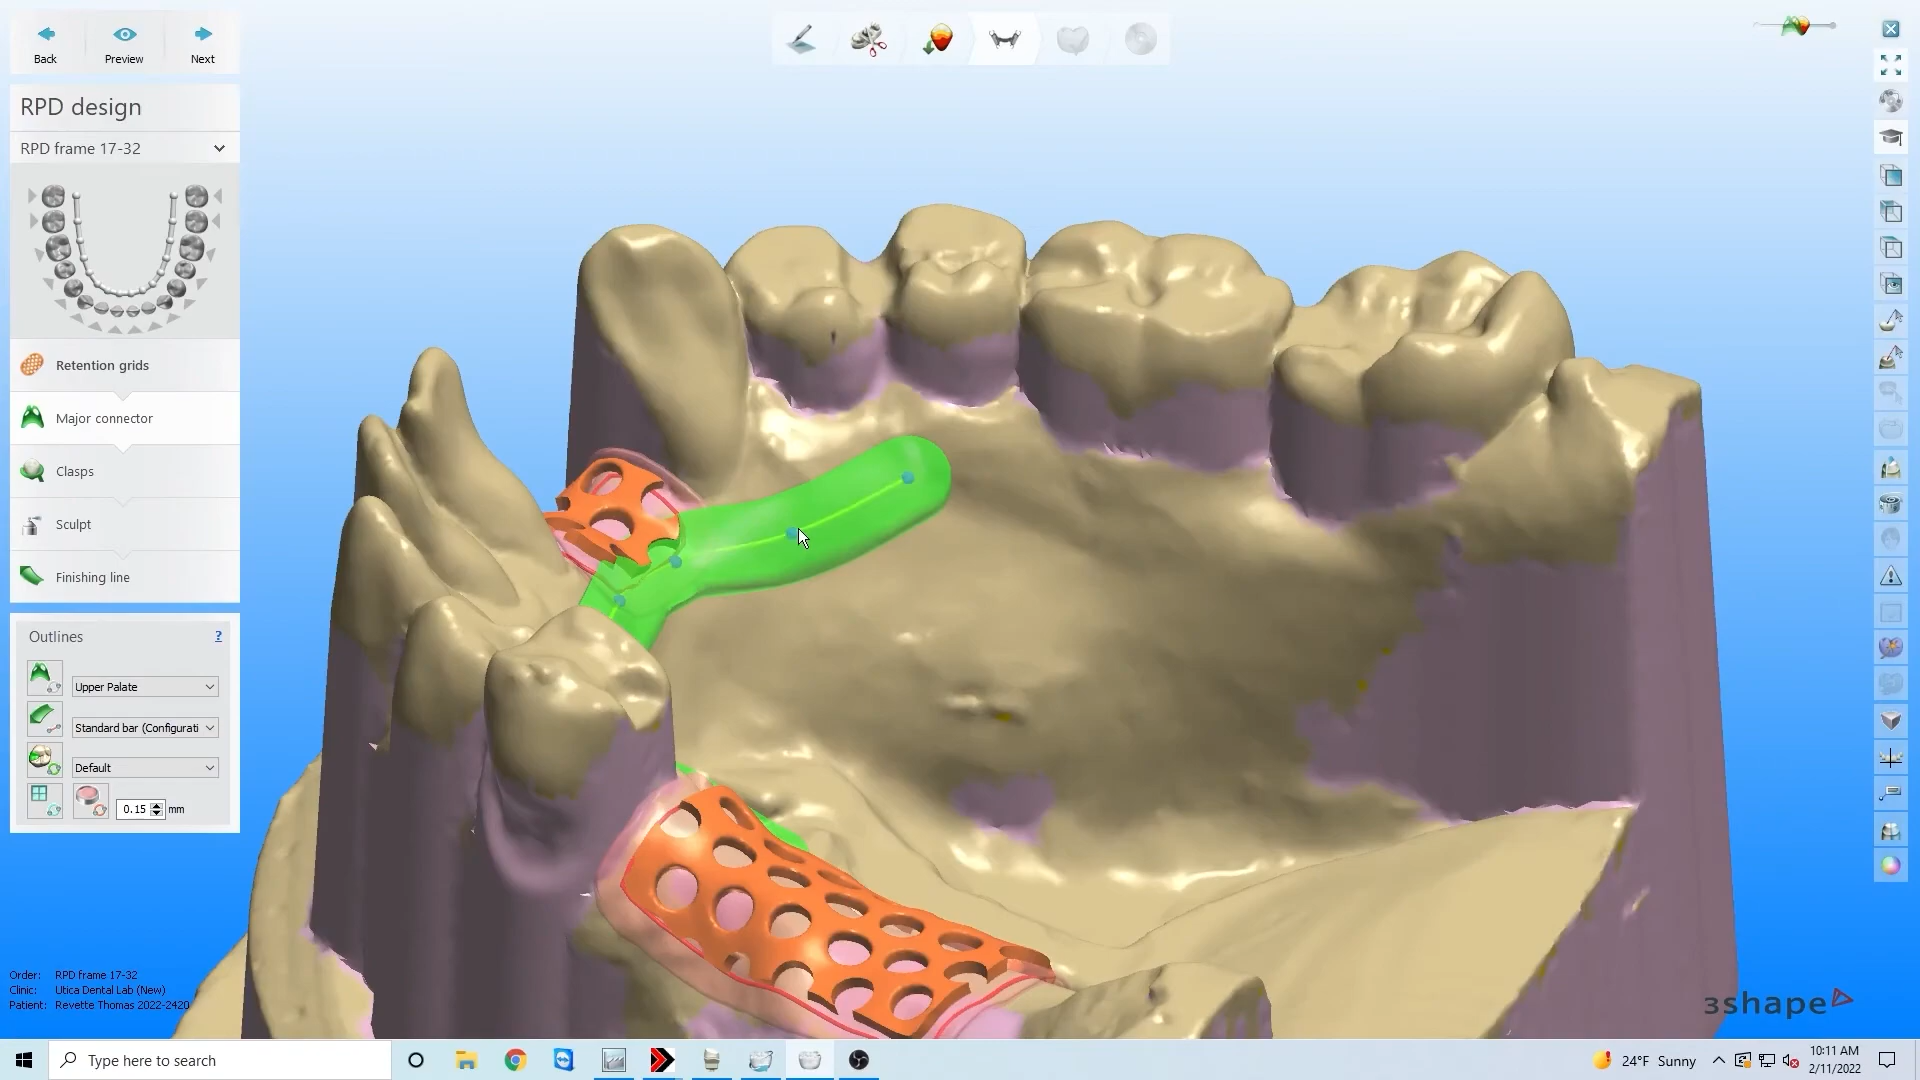 Back
Preview
Next
RPD design
RPD frame 17-32
Retention grids
Major connector
Clasps
Sculpt
Finishing line
Outlines
?
Upper Palate
Standard bar (Configurati
Default
0.15
mm
Order: RPD frame 17-32
Clinic: Utica Dental Lab (New)
Patient: Revette Thomas 2022-2420
3shape
Type here to search
24°F Sunny
10:11 AM
2/11/2022